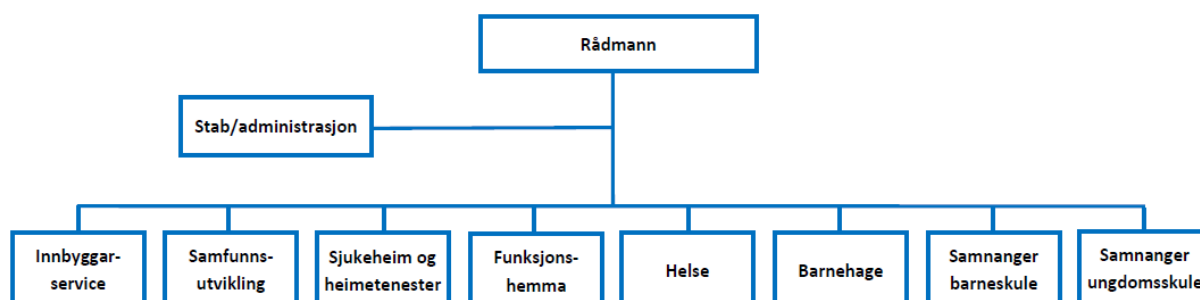 Rådmann
Stab/administrasjon
Innbyggar-
service
Samfunns-
utvikling
Sjukeheim og
heimetenester
Funksjons-
hemma
Helse
Barnehage
Samnanger
barneskule
Samnanger
ungdomsskule